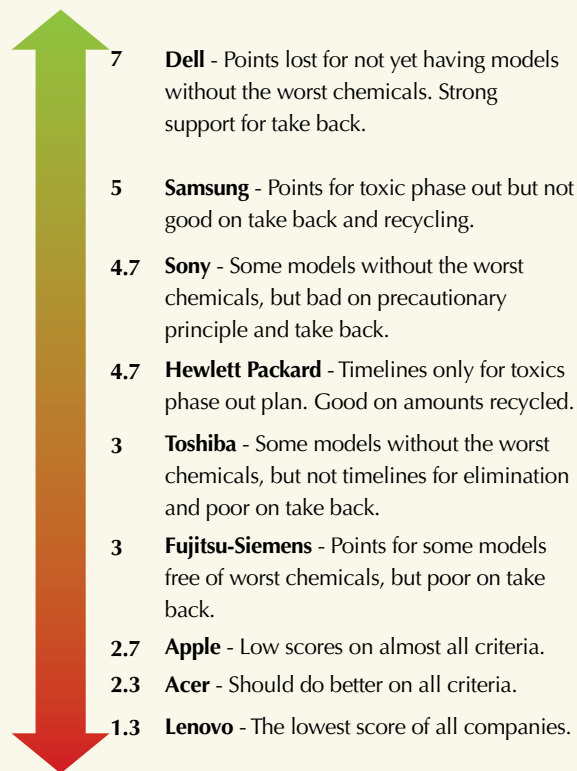 7 Dell - Points lost for not yet having models
without the worst chemicals. Strong
support for take back.
5 Samsung - Points for toxic phase out but not
good on take back and recycling.
4.7 Sony - Some models without the worst
chemicals, but bad on precautionary
principle and take back.
4.7 Hewlett Packard - Timelines only for toxics
phase out plan. Good on amounts recycled.
3 Toshiba - Some models without the worst
chemicals, but not timelines for elimination
and poor on take back.
3 Fujitsu-Siemens - Points for some models
free of worst chemicals, but poor on take
back.
2.7 Apple - Low scores on almost all criteria.
2.3 Acer - Should do better on all criteria.
1.3 Lenovo - The lowest score of all companies.